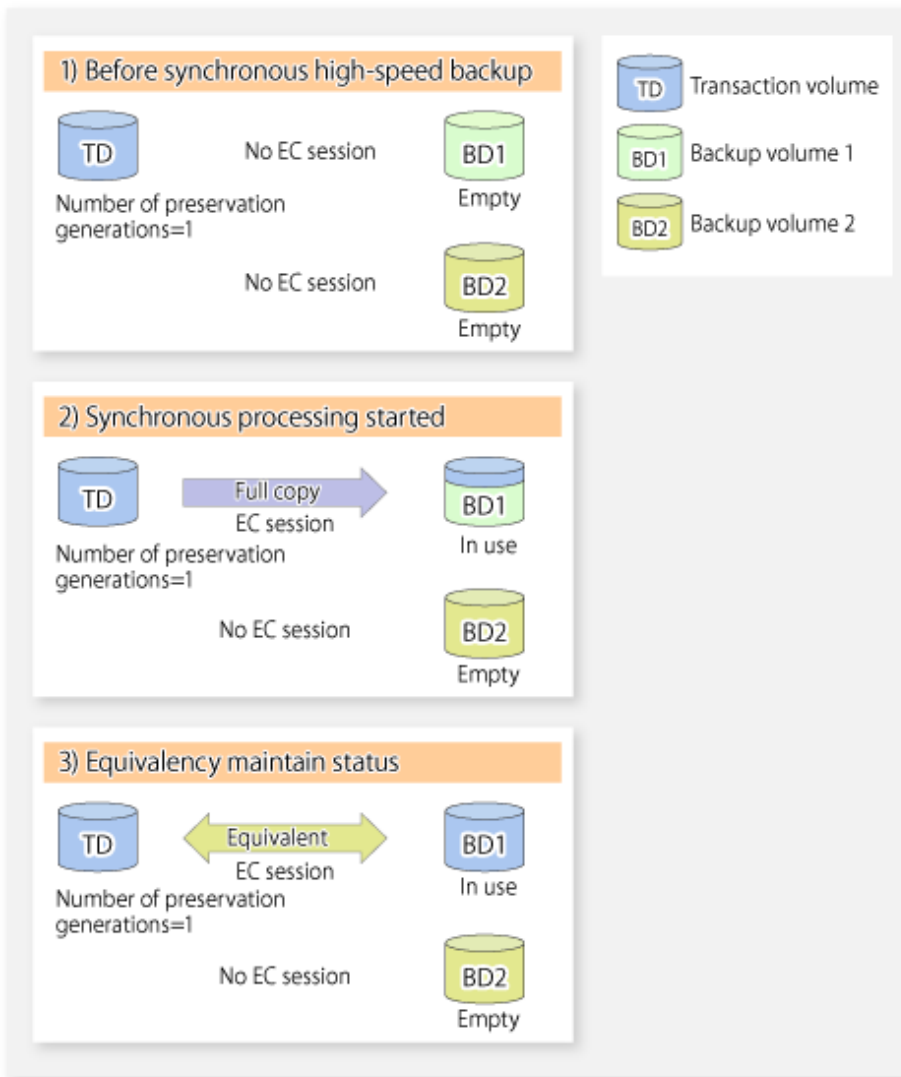 1) Before synchronous high-speed backup
TD
No EC session
BD1
Empty
Number of preservation
generations=1
No EC session
BD2
Empty
TD Transaction volume
BD1 Backup volume 1
BD2 Backup volume 2
2) Synchronous processing started
TD
Full copy
EC session
BD1
In use
Number of preservation
generations=1
No EC session
BD2
Empty
3) Equivalency maintain status
TD
Equivalent
EC session
BD1
In use
Number of preservation
generations=1
No EC session
BD2
Empty